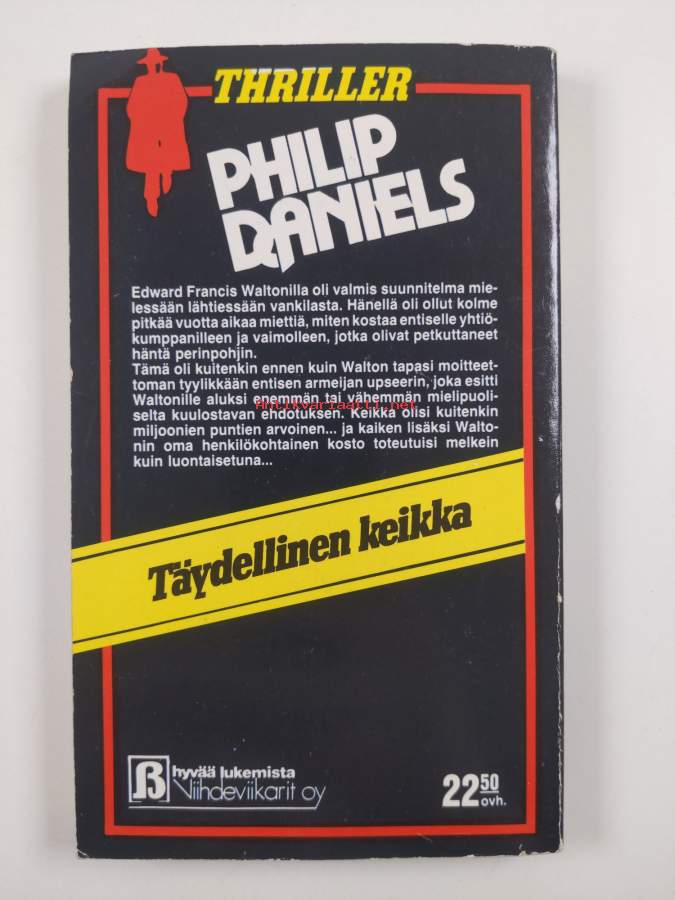 THRILLER
PHILIP
DANIELS
Edward Francis Waltonilla oli valmis suunnitelma mie-
lessään lähtiessään vankilasta. Hänellä oli ollut kolme
pitkää vuotta aikaa miettiä, miten kostaa entiselle yhtiö-
kumppanilleen ja vaimolleen, jotka olivat petkuttaneet
häntä perinpohjin.
Tämä oli kuitenkin ennen kuin Walton tapasi moitteet-
toman tyylikkään entisen armeijan upseerin, joka esitti
Waltonille aluksi enemmän tai vähemmän mielipuoli-
selta kuulostavan ehdotuksen. Keikka olisi kuitenkin
miljoonien puntien arvoinen... ja kaiken lisäksi Walto-
nin oma henkilökohtainen kosto toteutuisi melkein
kuin luontaisetuna...
Antikvariaatti.net
Täydellinen keikka
hyvää lukemista
Viihdeviikarit oy
22 50
ovh.